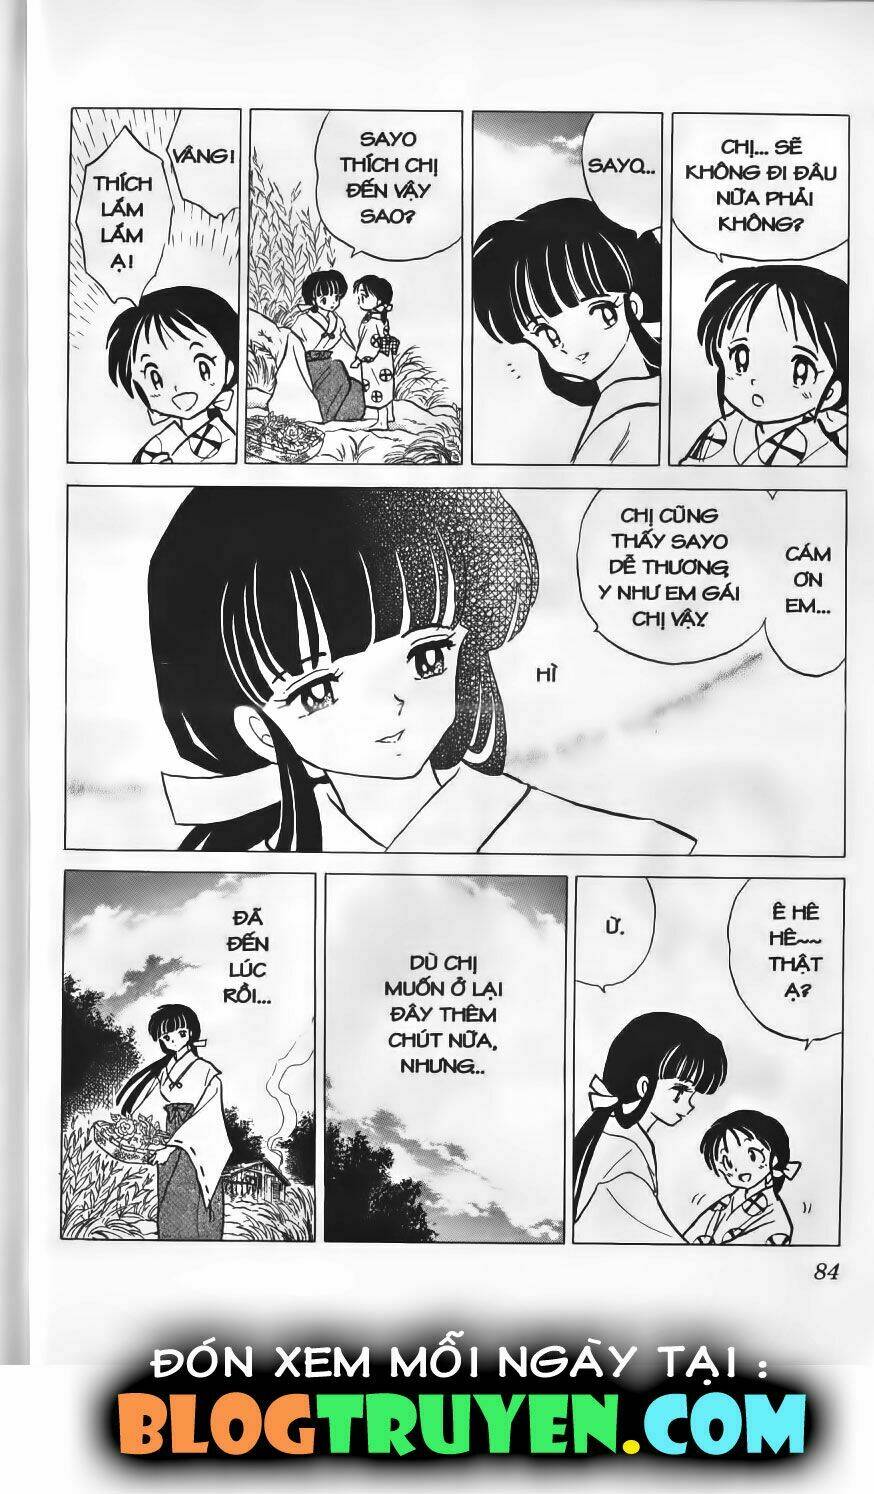 CHỊ... SẼ
KHÔNG ĐI ĐÂU
NỮA PHẢI
KHÔNG?
SAYO...
SAYO
THÍCH CHỊ
ĐẾN VẬY
SAO?
VÂNG!
THÍCH
LẮM
LẮM
Ạ!
CÁM
ƠN
EM...
CHỊ CŨNG
THẤY SAYO
DỄ THƯƠNG,
Y NHƯ EM GÁI
CHỊ VẬY.
HÌ
Ê HÊ
HÊ~~
THẬT
Ạ?
Ừ.
DÙ CHỊ
MUỐN Ở LẠI
ĐÂY THÊM
CHÚT NỮA,
NHƯNG...
ĐÃ
ĐẾN
LÚC
RỒI...
84
ĐÓN XEM MỖI NGÀY TẠI :
BLOGTRUYEN.COM